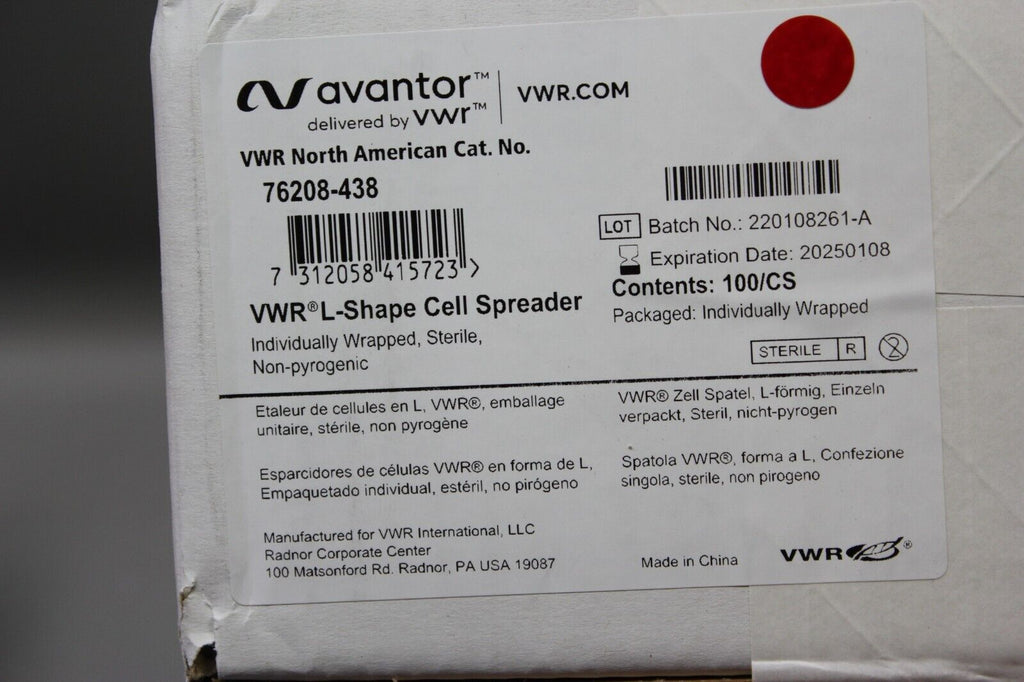 avantor™
delivered by vwr™
VWR.COM
VWR North American Cat. No.
76208-438
7 312058 415723 >
VWR® L-Shape Cell Spreader
Individually Wrapped, Sterile,
Non-pyrogenic
LOT Batch No.: 220108261-A
Expiration Date: 20250108
Contents: 100/CS
Packaged: Individually Wrapped
STERILE R
2
Etaleur de cellules en L, VWR®, emballage
unitaire, stérile, non pyrogène
VWR® Zell Spatel, L-förmig, Einzeln
verpackt, Steril, nicht-pyrogen
Esparcidores de células VWR® en forma de L,
Empaquetado individual, estéril, no pirógeno
Spatola VWR®, forma a L, Confezione
singola, sterile, non pirogeno
Manufactured for VWR International, LLC
Radnor Corporate Center
100 Matsonford Rd. Radnor, PA USA 19087
Made in China
VWR®